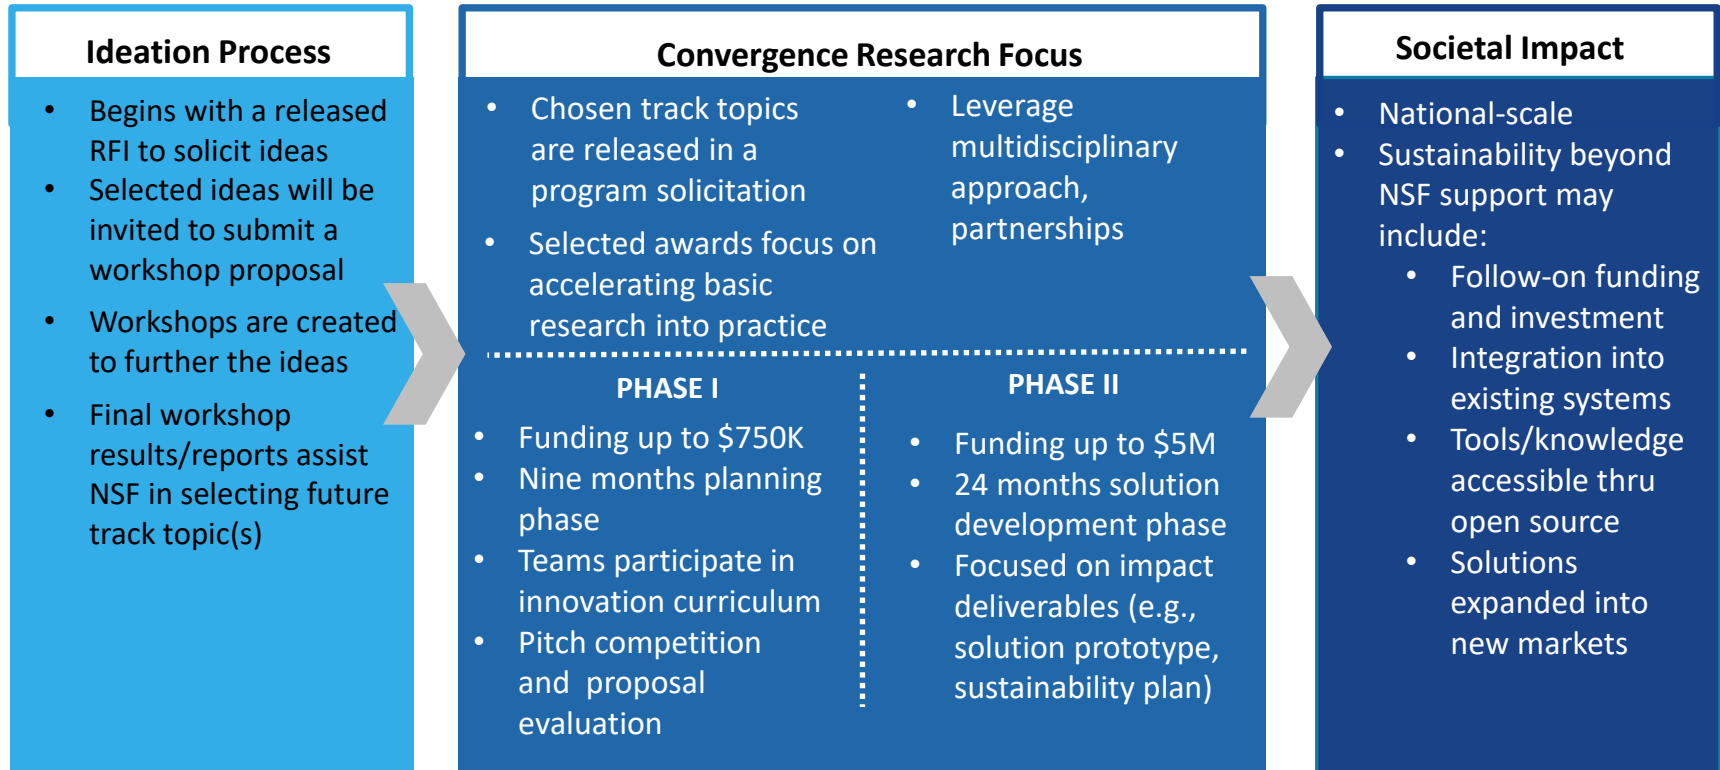 Ideation Process
• Begins with a released
RFI to solicit ideas
• Selected ideas will be
invited to submit a
workshop proposal
• Workshops are created
to further the ideas
• Final workshop
results/reports assist
NSF in selecting future
track topic(s)
Convergence Research Focus
• Chosen track topics
are released in a
program solicitation
• Selected awards focus on
accelerating basic
research into practice
• Leverage
multidisciplinary
approach,
partnerships
PHASE I
• Funding up to $750K
• Nine months planning
phase
• Teams participate in
innovation curriculum
• Pitch competition
and proposal
evaluation
PHASE II
• Funding up to $5M
• 24 months solution
development phase
• Focused on impact
deliverables (e.g.,
solution prototype,
sustainability plan)
Societal Impact
• National-scale
• Sustainability beyond
NSF support may
include:
• Follow-on funding
and investment
• Integration into
existing systems
• Tools/knowledge
accessible thru
open source
• Solutions
expanded into
new markets